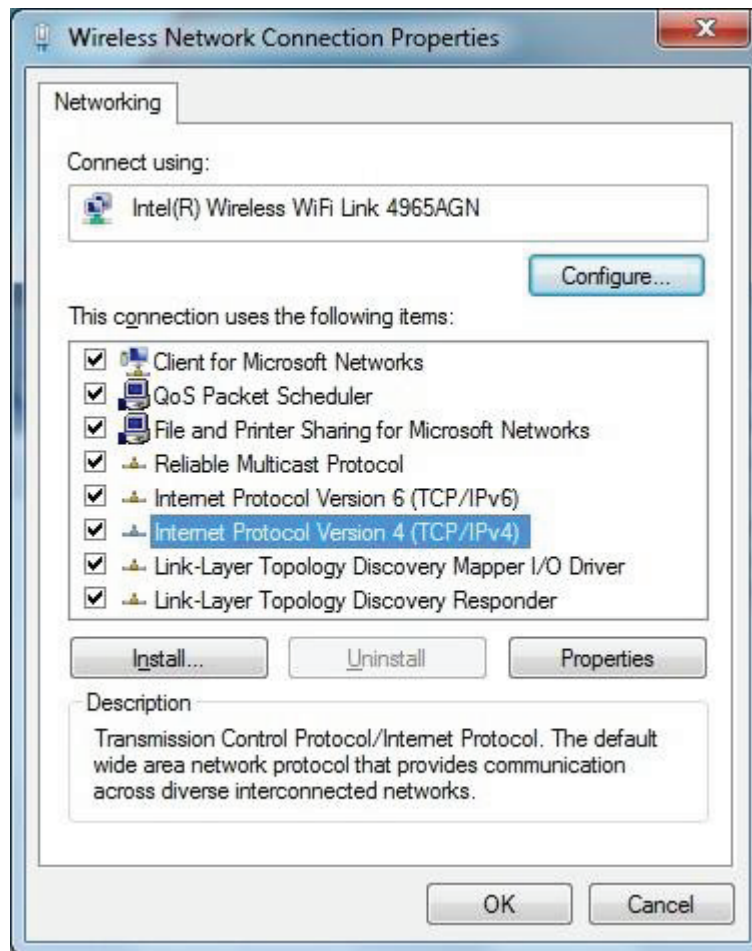 Wireless Network Connection Properties
Networking
Connect using:
Intel(R) Wireless WiFi Link 4965AGN
Configure...
This connection uses the following items:
Client for Microsoft Networks
QoS Packet Scheduler
File and Printer Sharing for Microsoft Networks
Reliable Multicast Protocol
Internet Protocol Version 6 (TCP/IPv6)
Internet Protocol Version 4 (TCP/IPv4)
Link-Layer Topology Discovery Mapper I/O Driver
Link-Layer Topology Discovery Responder
Install... Uninstall Properties
Description
Transmission Control Protocol/Internet Protocol. The default
wide area network protocol that provides communication
across diverse interconnected networks.
OK Cancel